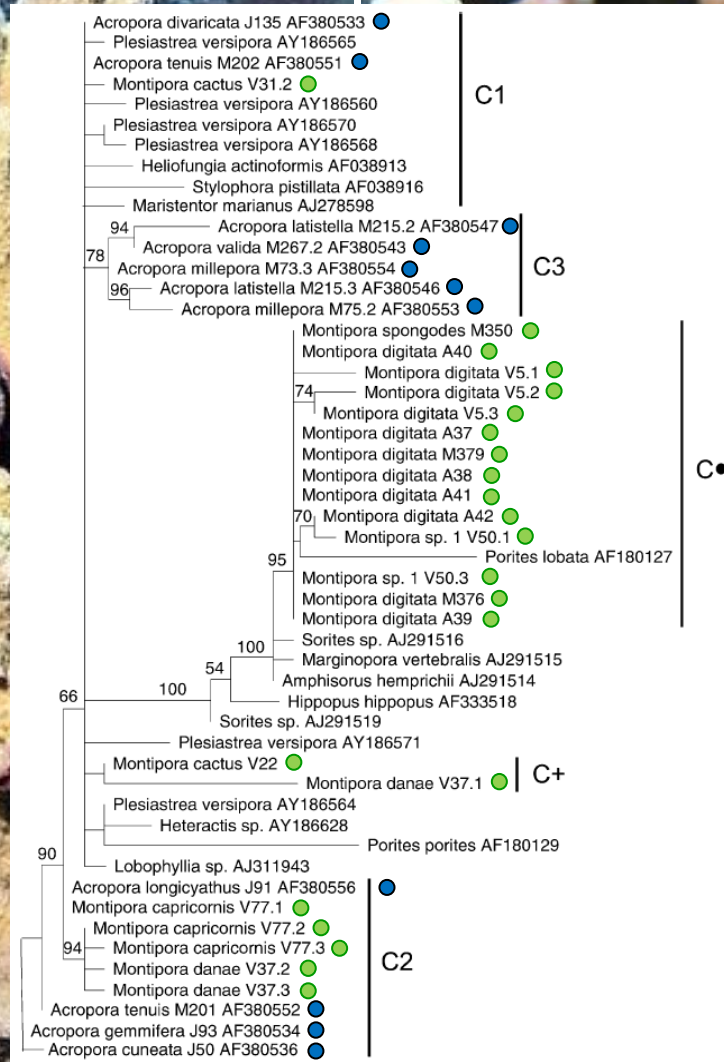 Acropora divaricata J135 AF380533
Plesiastrea versipora AY186565
Acropora tenuis M202 AF380551
Montipora cactus V31.2
Plesiastrea versipora AY186560
C1
Plesiastrea versipora AY186570
Plesiastrea versipora AY186568
Heliofungia actinoformis AF038913
Stylophora pistillata AF038916
Maristentor marianus AJ278598
94
Acropora latistella M215.2 AF380547
Acropora valida M267.2 AF380543
78
Acropora millepora M73.3 AF380554
C3
96
Acropora latistella M215.3 AF380546
Acropora millepora M75.2 AF380553
Montipora spongodes M350
Montipora digitata A40
Montipora digitata V5.1
74
Montipora digitata V5.2
Montipora digitata V5.3
Montipora digitata A37
Montipora digitata M379
C●
Montipora digitata A38
Montipora digitata A41
70
Montipora digitata A42
Montipora sp. 1 V50.1
Porites lobata AF180127
95
Montipora sp. 1 V50.3
Montipora digitata M376
Montipora digitata A39
Sorites sp. AJ291516
100
Marginopora vertebralis AJ291515
54
Amphisorus hemprichii AJ291514
100
Hippopus hippopus AF333518
66
Sorites sp. AJ291519
Plesiastrea versipora AY186571
Montipora cactus V22
C+
Montipora danae V37.1
Plesiastrea versipora AY186564
Heteractis sp. AY186628
Porites porites AF180129
90
Lobophyllia sp. AJ311943
Acropora longicyathus J91 AF380556
Montipora capricornis V77.1
Montipora capricornis V77.2
94
Montipora capricornis V77.3
C2
Montipora danae V37.2
Montipora danae V37.3
Acropora tenuis M201 AF380552
Acropora gemmifera J93 AF380534
Acropora cuneata J50 AF380536